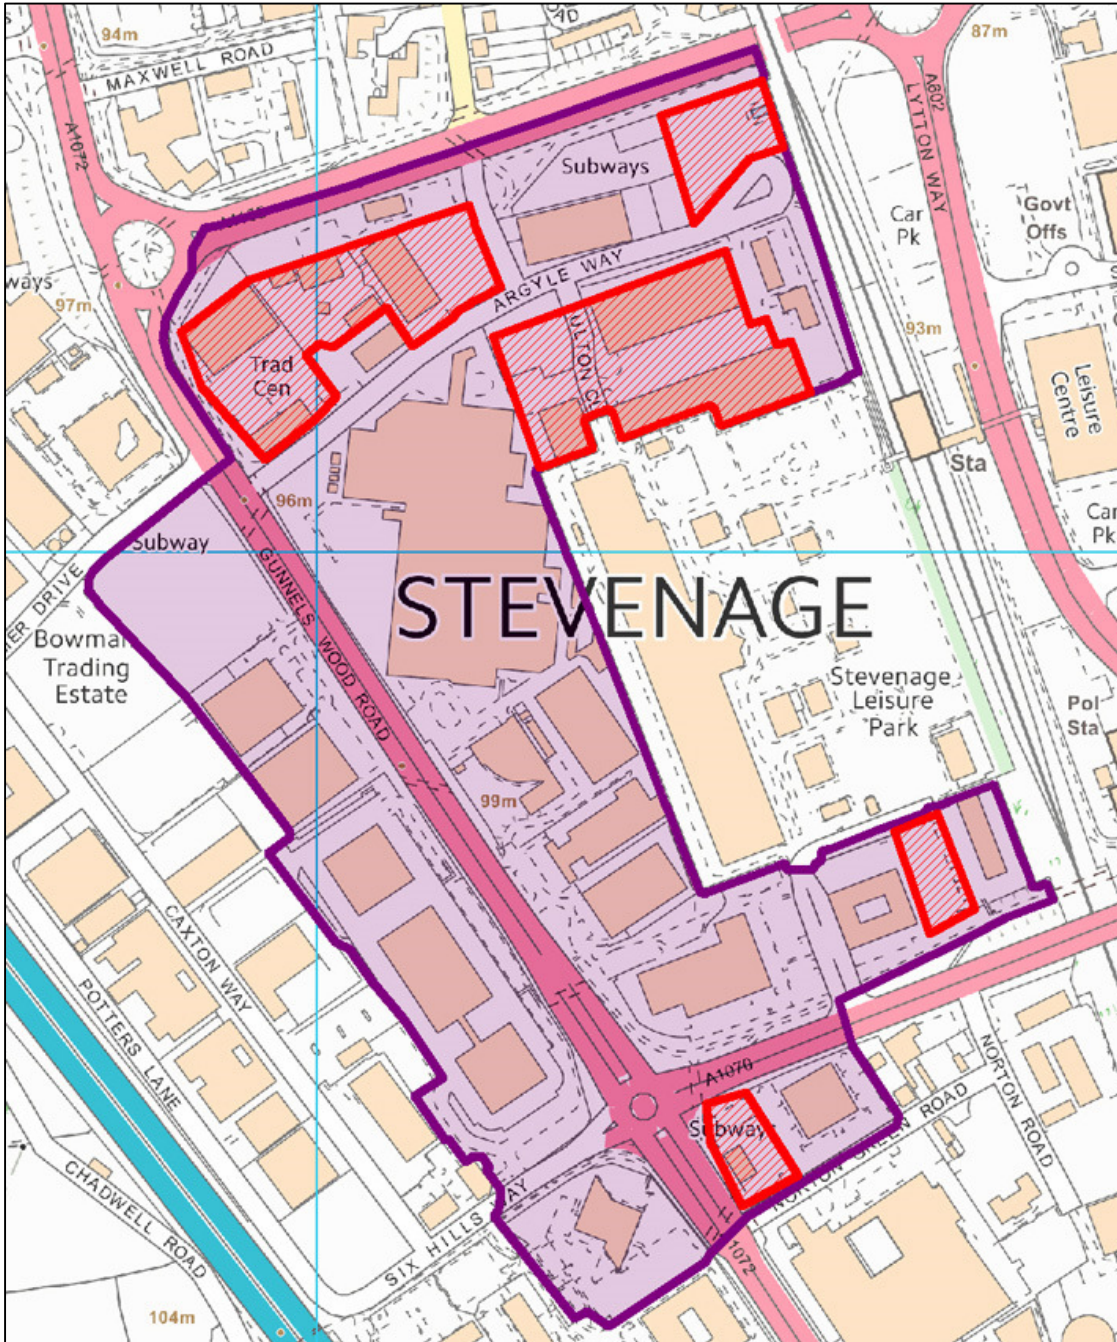 94m
MAXWELL ROAD
ROAD
87m
A602
LYTTON WAY
A1072
Subways
Car
Pk
Govt
Offs
ways
97m
ARGYLE WAY
93m
Trad
Cen
Leisure
Centre
Sta
96m
Car
Pk
Subway
GUNNELS WOOD ROAD
DRIVE
STEVENAGE
Bowman
Trading
Estate
Stevenage
Leisure
Park
Pol
Sta
99m
CAXTON WAY
POTTERS LANE
A1070
Subways
NORTON ROAD
NORTON GREEN ROAD
CHADWELL ROAD
SIX HILLS WAY
A1072
104m